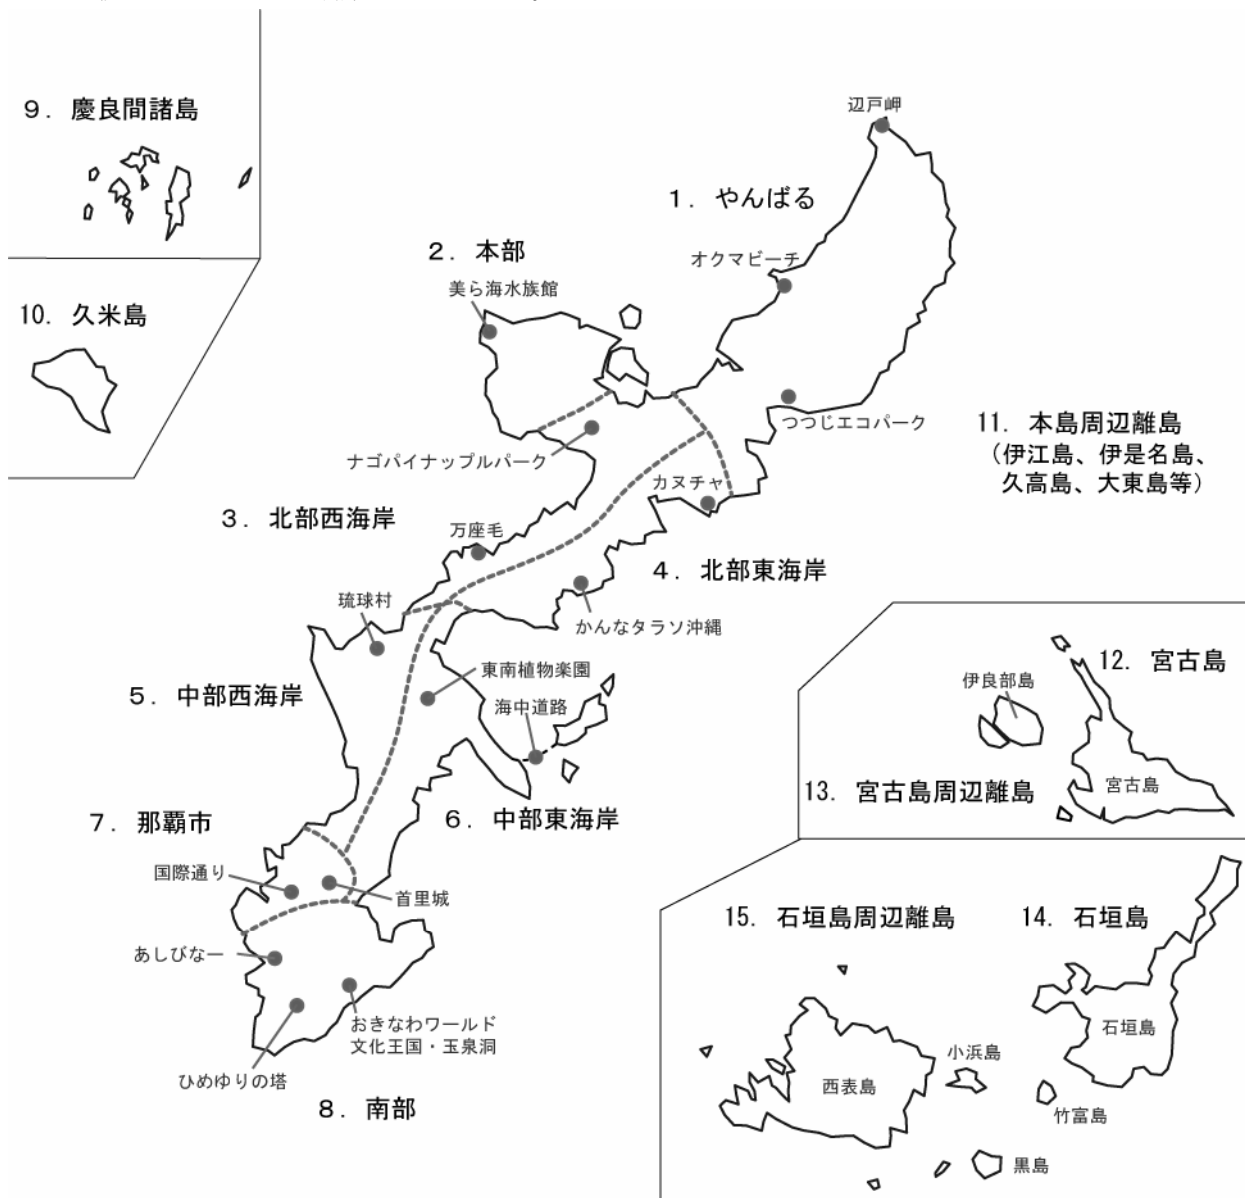 9. 慶良間諸島
辺戸岬
1. やんばる
2. 本部
オクマビーチ
美ら海水族館
10. 久米島
つつじエコパーク
11. 本島周辺離島
(伊江島、伊是名島、
久高島、大東島等)
ナゴパイナップルパーク
カヌチャ
3. 北部西海岸
万座毛
4. 北部東海岸
琉球村
かんなタラソ沖縄
東南植物楽園
12. 宮古島
伊良部島
5. 中部西海岸
海中道路
宮古島
13. 宮古島周辺離島
7. 那覇市
6. 中部東海岸
国際通り
首里城
15. 石垣島周辺離島
14. 石垣島
あしびなー
おきなわワールド
文化王国・玉泉洞
石垣島
小浜島
ひめゆりの塔
西表島
8. 南部
竹富島
黒島